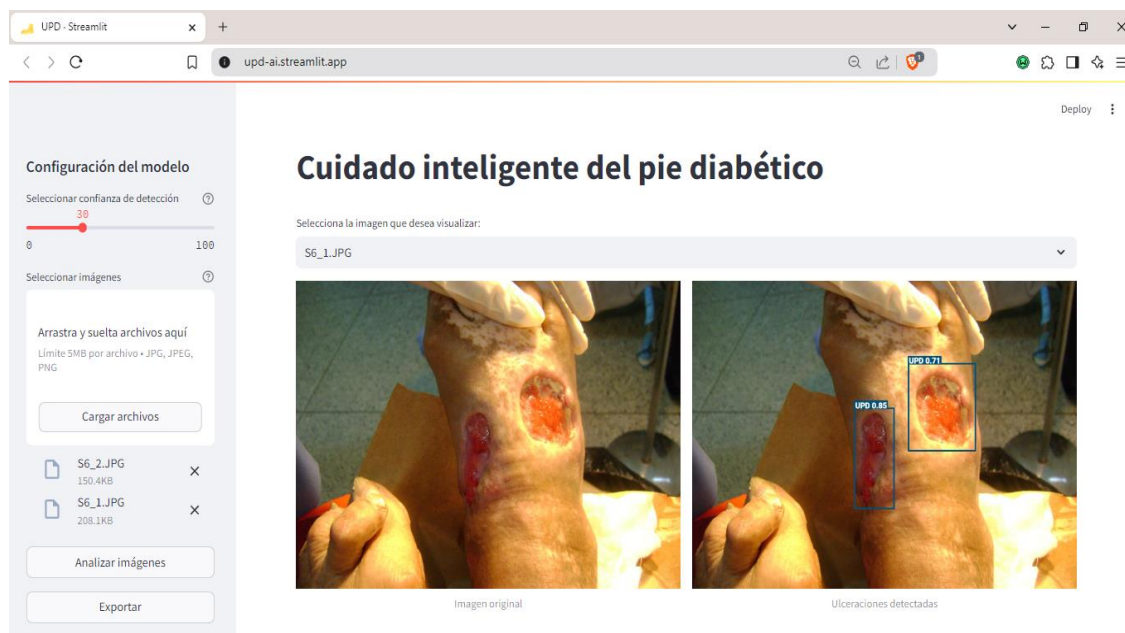 UPD · Streamlit
upd-ai.streamlit.app
1
Deploy
Configuración del modelo
Seleccionar confianza de detección
30
0 100
Seleccionar imágenes
Arrastra y suelta archivos aquí
Límite 5MB por archivo • JPG, JPEG,
PNG
Cargar archivos
S6_2.JPG
150.4KB
S6_1.JPG
208.1KB
Analizar imágenes
Exportar
Cuidado inteligente del pie diabético
Selecciona la imagen que desea visualizar:
S6_1.JPG
UPD 0.71
UPD 0.85
Imagen original
Ulceraciones detectadas